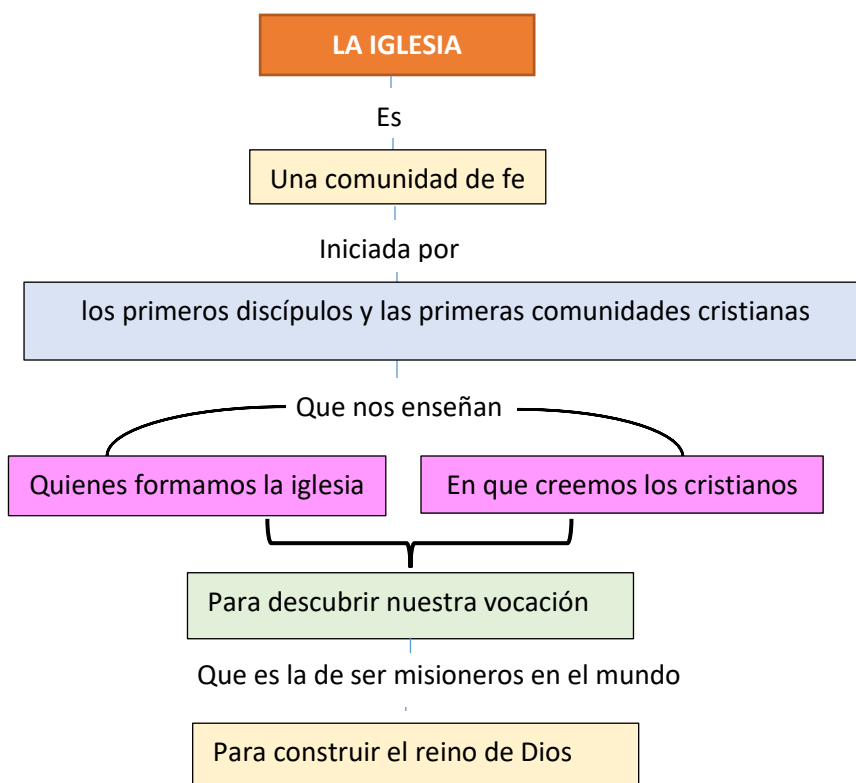 LA IGLESIA
Es
Una comunidad de fe
Iniciada por
los primeros discípulos y las primeras comunidades cristianas
Que nos enseñan
Quienes formamos la iglesia
En que creemos los cristianos
Para descubrir nuestra vocación
Que es la de ser misioneros en el mundo
Para construir el reino de Dios